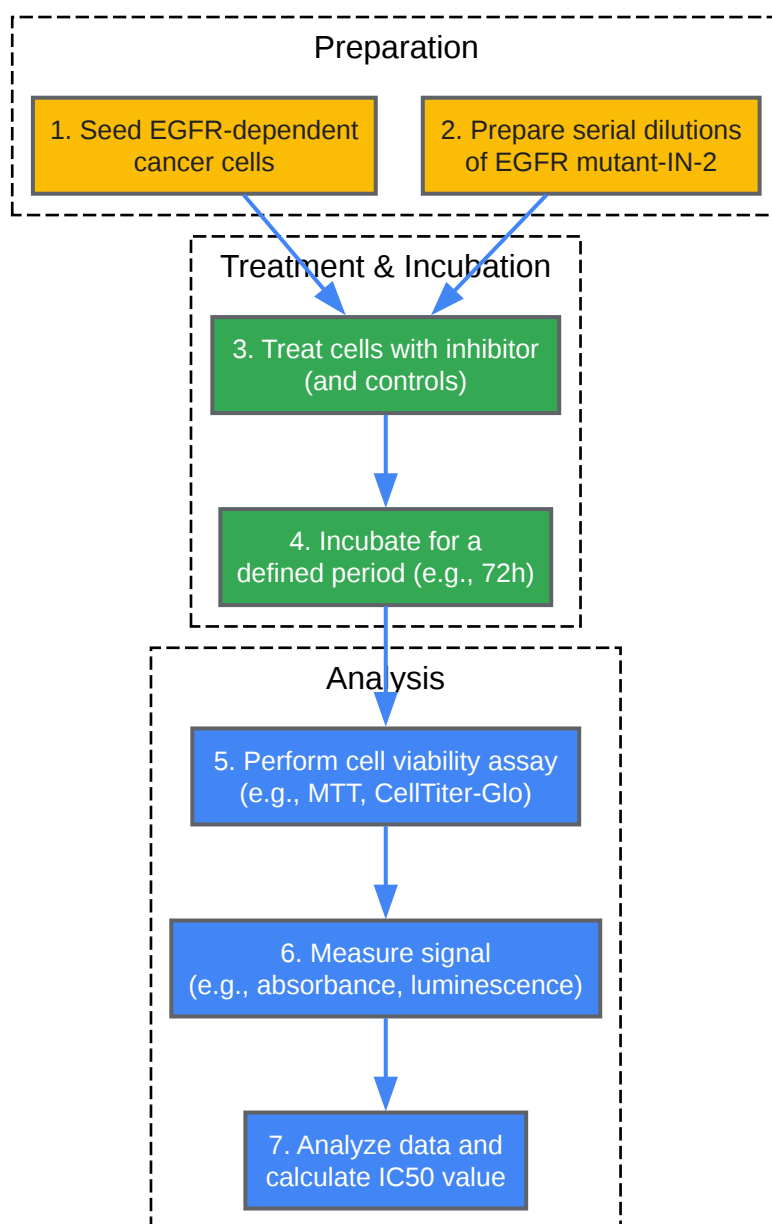 Preparation
1. Seed EGFR-dependent
cancer cells
2. Prepare serial dilutions
of EGFR mutant-IN-2
Treatment & Incubation
3. Treat cells with inhibitor
(and controls)
4. Incubate for a
defined period (e.g., 72h)
Analysis
5. Perform cell viability assay
(e.g., MTT, CellTiter-Glo)
6. Measure signal
(e.g., absorbance, luminescence)
7. Analyze data and
calculate IC50 value